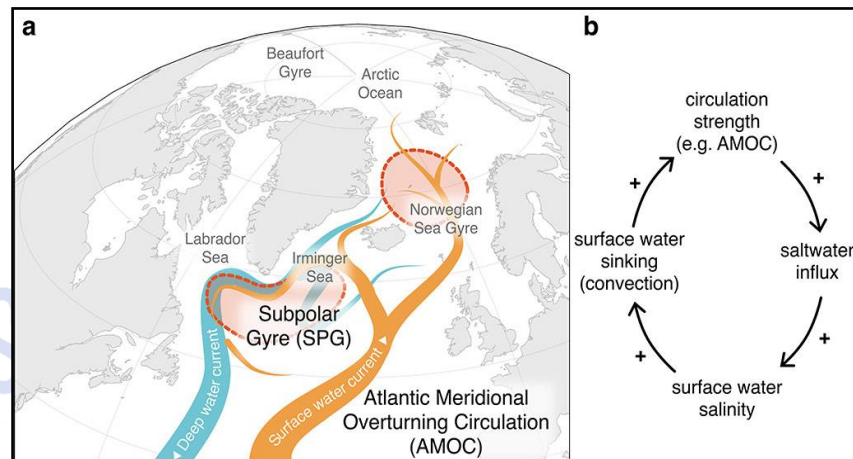 a
Beaufort
Gyre
Arctic
Ocean
Norwegian
Sea Gyre
Labrador
Sea
Irminger
Sea
Subpolar
Gyre (SPG)
◀ Deep water current
Surface water current ▶
Atlantic Meridional
Overturning Circulation
(AMOC)
b
circulation
strength
(e.g. AMOC)
+
saltwater
influx
+
surface water
salinity
+
surface water
sinking
(convection)
+